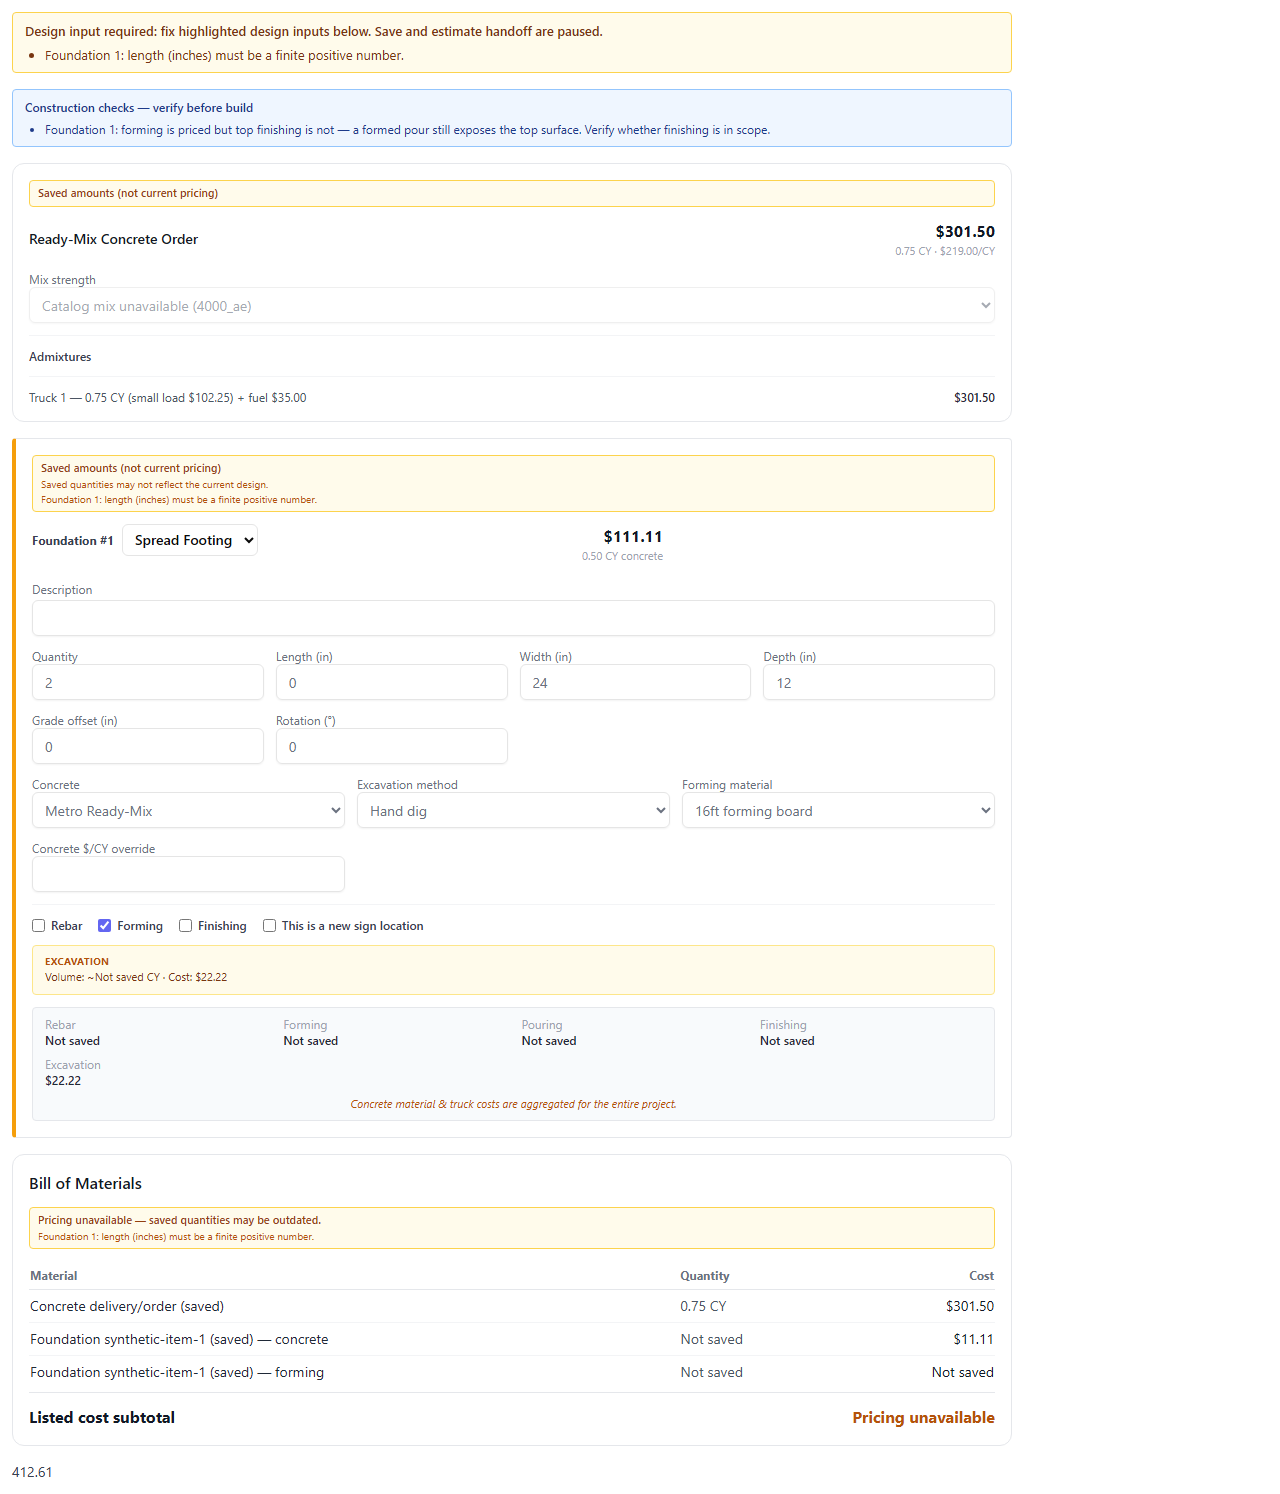 Design input required: fix highlighted design inputs below. Save and estimate handoff are paused.
• Foundation 1: length (inches) must be a finite positive number.
Construction checks — verify before build
• Foundation 1: forming is priced but top finishing is not — a formed pour still exposes the top surface. Verify whether finishing is in scope.
Saved amounts (not current pricing)
Ready-Mix Concrete Order
$301.50
0.75 CY · $219.00/CY
Mix strength
Catalog mix unavailable (4000_ae)
Admixtures
Truck 1 — 0.75 CY (small load $102.25) + fuel $35.00 $301.50
Saved amounts (not current pricing)
Saved quantities may not reflect the current design.
Foundation 1: length (inches) must be a finite positive number.
Foundation #1 Spread Footing $111.11
0.50 CY concrete
Description
Quantity Length (in) Width (in) Depth (in)
2 0 24 12
Grade offset (in) Rotation (°)
0 0
Concrete Excavation method Forming material
Metro Ready-Mix Hand dig 16ft forming board
Concrete $/CY override
Rebar Forming Finishing This is a new sign location
EXCAVATION
Volume: ~Not saved CY · Cost: $22.22
Rebar Forming Pouring Finishing
Not saved Not saved Not saved Not saved
Excavation
$22.22
Concrete material & truck costs are aggregated for the entire project.
Bill of Materials
Pricing unavailable — saved quantities may be outdated.
Foundation 1: length (inches) must be a finite positive number.
Material Quantity Cost
Concrete delivery/order (saved) 0.75 CY $301.50
Foundation synthetic-item-1 (saved) — concrete Not saved $11.11
Foundation synthetic-item-1 (saved) — forming Not saved Not saved
Listed cost subtotal Pricing unavailable
412.61